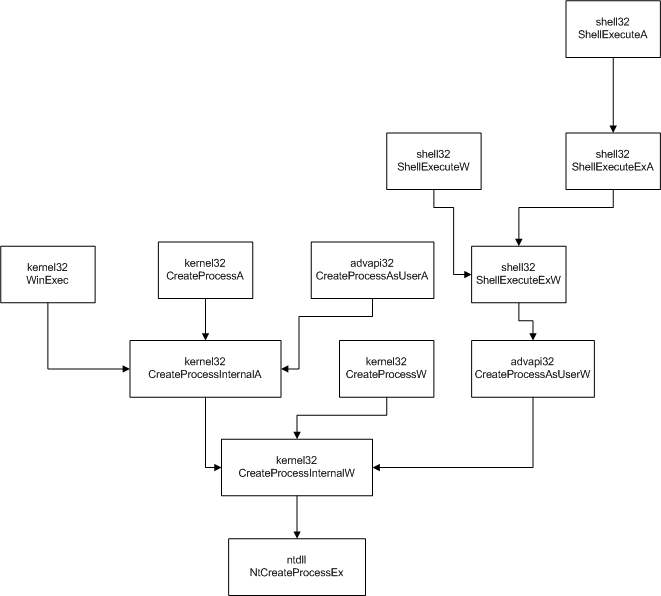 shell32
ShellExecuteA
shell32
ShellExecuteW
shell32
ShellExecuteExA
kernel32
WinExec
kernel32
CreateProcessA
advapi32
CreateProcessAsUserA
shell32
ShellExecuteExW
kernel32
CreateProcessInternalA
kernel32
CreateProcessW
advapi32
CreateProcessAsUserW
kernel32
CreateProcessInternalW
ntdll
NtCreateProcessEx